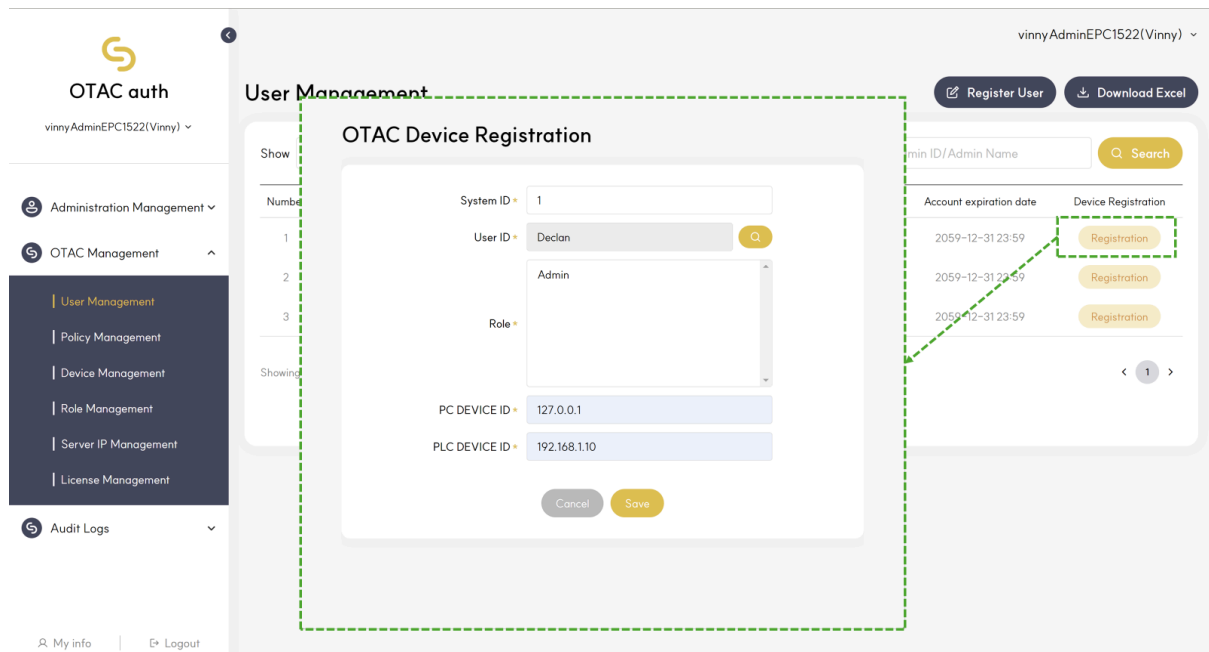 vinnyAdminEPC1522(Vinny)
OTAC auth
vinnyAdminEPC1522(Vinny)
Administration Management
OTAC Management
User Management
Policy Management
Device Management
Role Management
Server IP Management
License Management
Audit Logs
My info
Logout
User Management
Register User
Download Excel
Show
min ID/Admin Name
Search
Numbe
Account expiration date
Device Registration
1
2059-12-31 23:59
Registration
2
2059-12-31 23:59
Registration
3
2059-12-31 23:59
Registration
Showing
1
OTAC Device Registration
System ID *
1
User ID *
Declan
Role *
Admin
PC DEVICE ID *
127.0.0.1
PLC DEVICE ID *
192.168.1.10
Cancel
Save